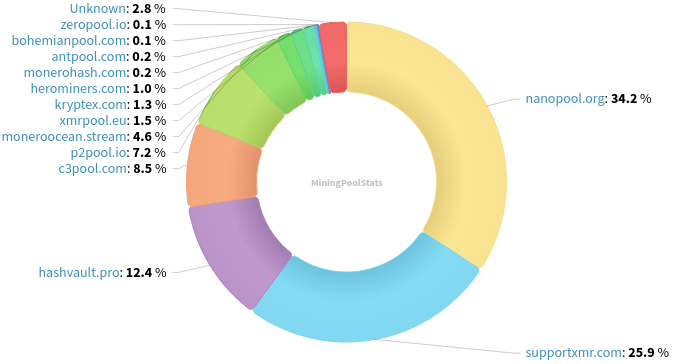 Unknown: 2.8 %
zeropool.io: 0.1 %
bohemianpool.com: 0.1 %
antpool.com: 0.2 %
monerohash.com: 0.2 %
herominers.com: 1.0 %
kryptex.com: 1.3 %
xmrpool.eu: 1.5 %
moneroocean.stream: 4.6 %
p2pool.io: 7.2 %
c3pool.com: 8.5 %
hashvault.pro: 12.4 %
MiningPoolStats
nanopool.org: 34.2 %
supportxmr.com: 25.9 %